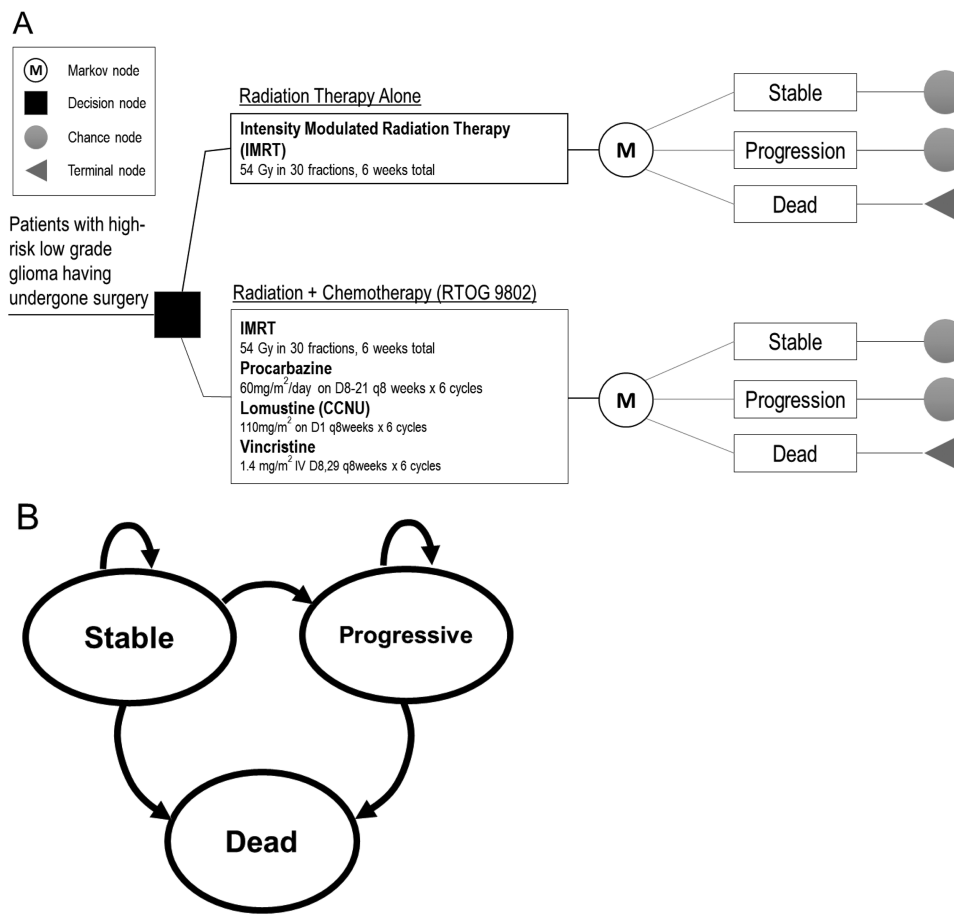 A
M Markov node
Decision node
Chance node
Terminal node
Patients with high-
risk low grade
glioma having
undergone surgery
Radiation Therapy Alone
Intensity Modulated Radiation Therapy
(IMRT)
54 Gy in 30 fractions, 6 weeks total
M
Stable
Progression
Dead
Radiation + Chemotherapy (RTOG 9802)
IMRT
54 Gy in 30 fractions, 6 weeks total
Procarbazine
60mg/m² /day on D8-21 q8 weeks x 6 cycles
Lomustine (CCNU)
110mg/m² on D1 q8weeks x 6 cycles
Vincristine
1.4 mg/m² IV D8,29 q8weeks x 6 cycles
M
Stable
Progression
Dead
B
Stable
Progressive
Dead